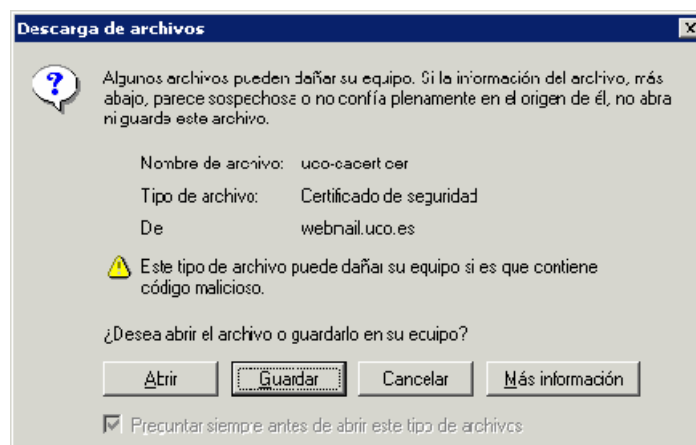 Descarga de archivos
Algunos archivos pueden dañar su equipo. Si la información del archivo, más
abajo, parece sospechosa o no confía plenamente en el origen de él, no abra
ni guarde este archivo.
Nombre de archivo: uco-cacert.cer
Tipo de archivo: Certificado de seguridad
De webmail.uco.es
Este tipo de archivo puede dañar su equipo si es que contiene
código malicioso.
¿Desea abrir el archivo o guardarlo en su equipo?
Abrir Guardar Cancelar Más información
Preguntar siempre antes de abrir este tipo de archivos